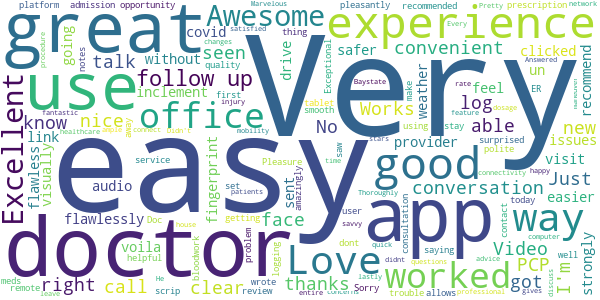 platform admission opportunity
great
covid
going
talk
without
seen
Awesome
Marvelous
pleasantly
recommended
Pretty
prescription
network
Every
experience
thing
Very
safer
convenient
clicked
drive
Exceptional
Answered
weather
feel
un
ER
recommend
procedure
notes
changes
satisfied
quality
use
follow up
inclement
first
injury
tablet
smooth
Works
log
able
Baystate
rate
feature
dosage
new
issues
Excellent
know
nice
office
No
make
using
stay
provider
surprised
polite
fantastic
healthcare
whole
connect
Didn't
mobility
stars
easy
good
visit
link
flawless
visually
audio
service
may
Pleasure
time
saw
Thoroughly
connectivity
happy
conversation
Just
easier
flawlessly
Doc
set
patients
fingerprint
sent
amazingly
user
savvy
consultation
app
contact
today
way
doctor
voila
helpful
He
house
getting
bloodwork
problem
face
dont
quick
saying
computer
Video
PCP
I'm
well
strongly
Love
worked
got
meds
remote
right
scrip
leave
call
wrote
review
clear
logging
entire
thanks
concerns
Sorry
lastly
didnt
trouble
questions
allows
advice
professional
gives
discuss